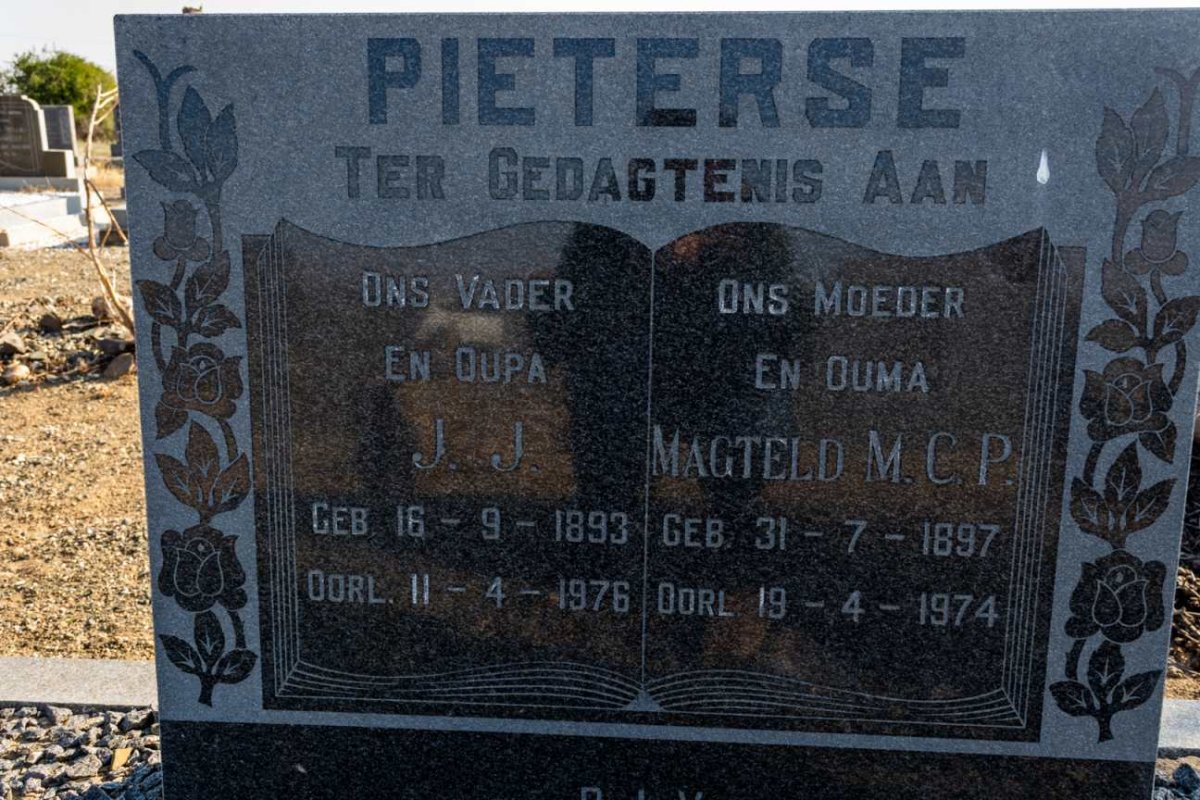 PIETERSE
TER GEDAGTENIS AAN
ONS VADER
EN OUPA
J. J.
GEB. 16 - 9 - 1893
OORL. 11 - 4 - 1976
ONS MOEDER
EN OUMA
MAGTELD M.C.P.
GEB. 31 - 7 - 1897
OORL 19 - 4 - 1974